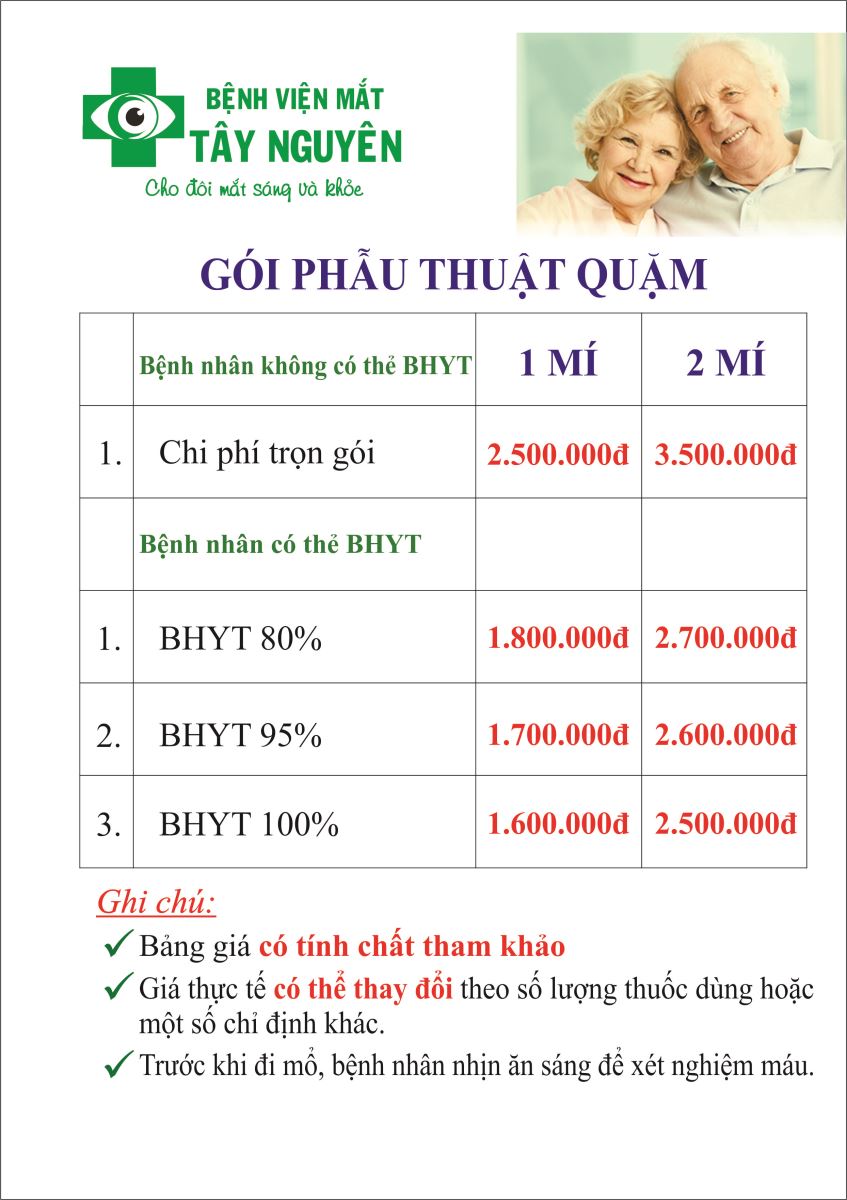 BỆNH VIỆN MẮT
TÂY NGUYÊN
Cho đôi mắt sáng và khỏe
GÓI PHẪU THUẬT QUẶM
Bệnh nhân không có thẻ BHYT 1 MÍ 2 MÍ
1. Chi phí trọn gói 2.500.000đ 3.500.000đ
Bệnh nhân có thẻ BHYT
1. BHYT 80% 1.800.000đ 2.700.000đ
2. BHYT 95% 1.700.000đ 2.600.000đ
3. BHYT 100% 1.600.000đ 2.500.000đ
Ghi chú:
Bảng giá có tính chất tham khảo
Giá thực tế có thể thay đổi theo số lượng thuốc dùng hoặc
một số chỉ định khác.
Trước khi đi mổ, bệnh nhân nhịn ăn sáng để xét nghiệm máu.